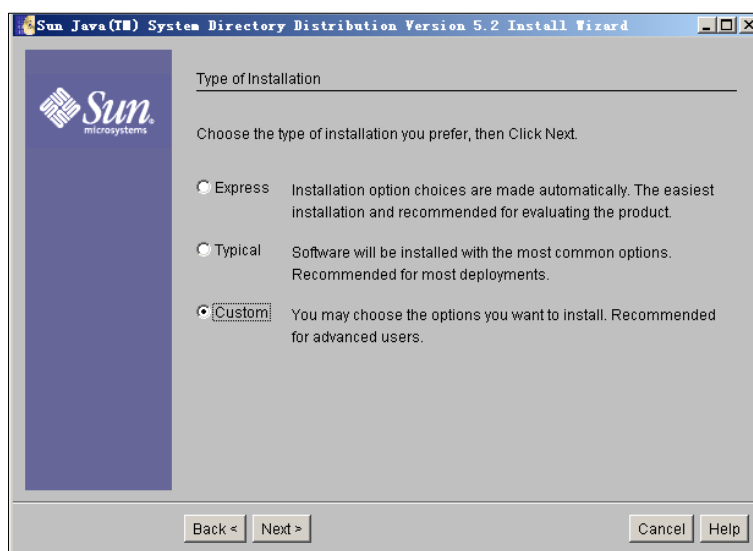 Sun Java(TM) System Directory Distribution Version 5.2 Install Wizard
Sun
microsystems
Type of Installation
Choose the type of installation you prefer, then Click Next.
Express Installation option choices are made automatically. The easiest
installation and recommended for evaluating the product.
Typical Software will be installed with the most common options.
Recommended for most deployments.
Custom You may choose the options you want to install. Recommended
for advanced users.
Back < Next > Cancel Help